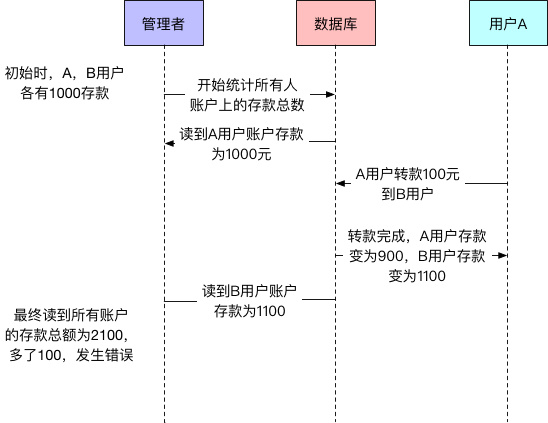 管理者
数据库
用户A
初始时，A，B用户
各有1000存款
开始统计所有人
账户上的存款总数
读到A用户账户存款
为1000元
A用户转款100元
到B用户
转款完成，A用户存款
变为900，B用户存款
变为1100
读到B用户账户
存款为1100
最终读到所有账户
的存款总额为2100，
多了100，发生错误